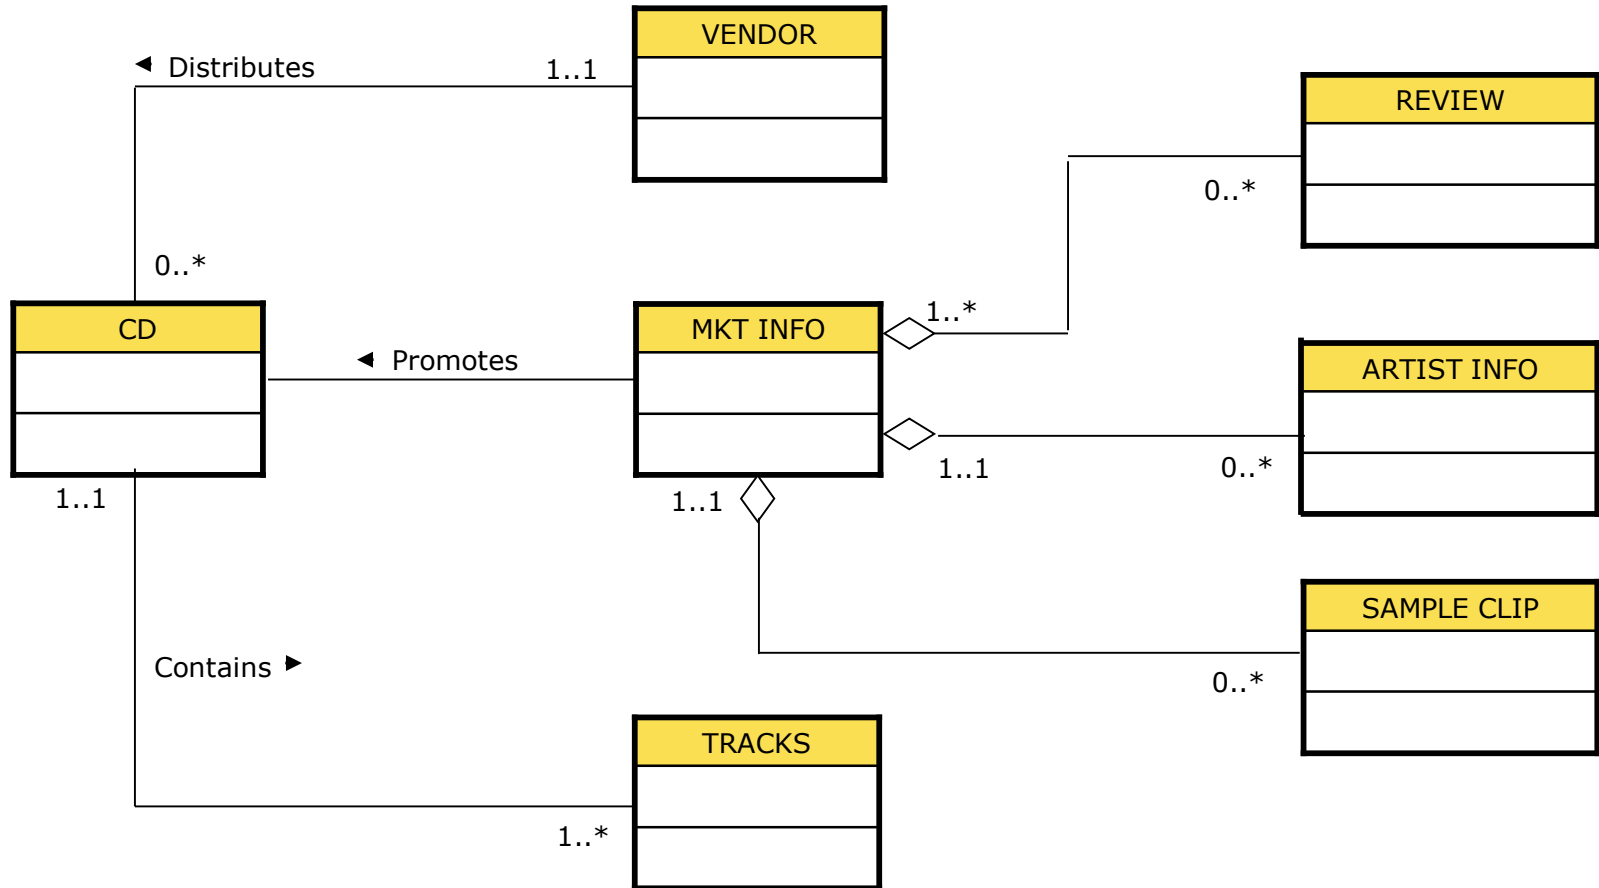 VENDOR
Distributes
1..1
REVIEW
0..*
0..*
CD
MKT INFO
1..*
Promotes
ARTIST INFO
1..1
0..*
1..1
1..1
SAMPLE CLIP
0..*
Contains
TRACKS
1..*